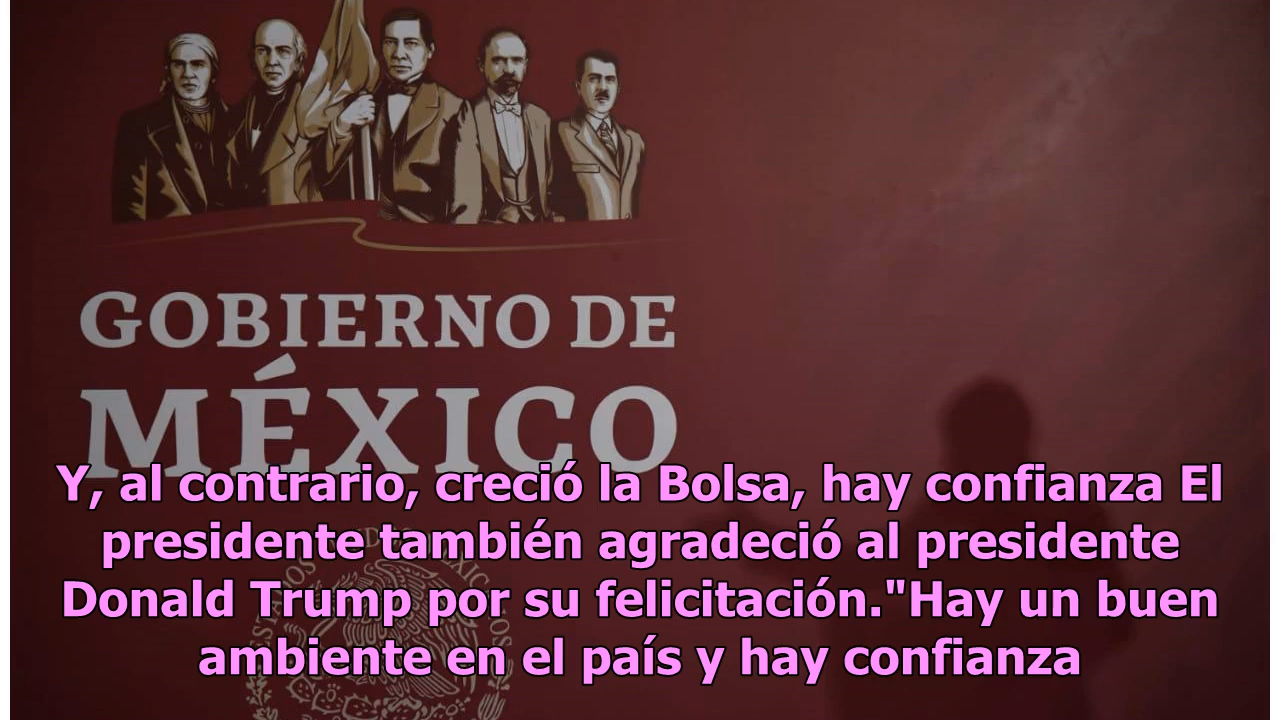 GOBIERNO DE
MÉXICO
Y, al contrario, creció la Bolsa, hay confianza El
presidente también agradeció al presidente
Donald Trump por su felicitación."Hay un buen
ambiente en el país y hay confianza